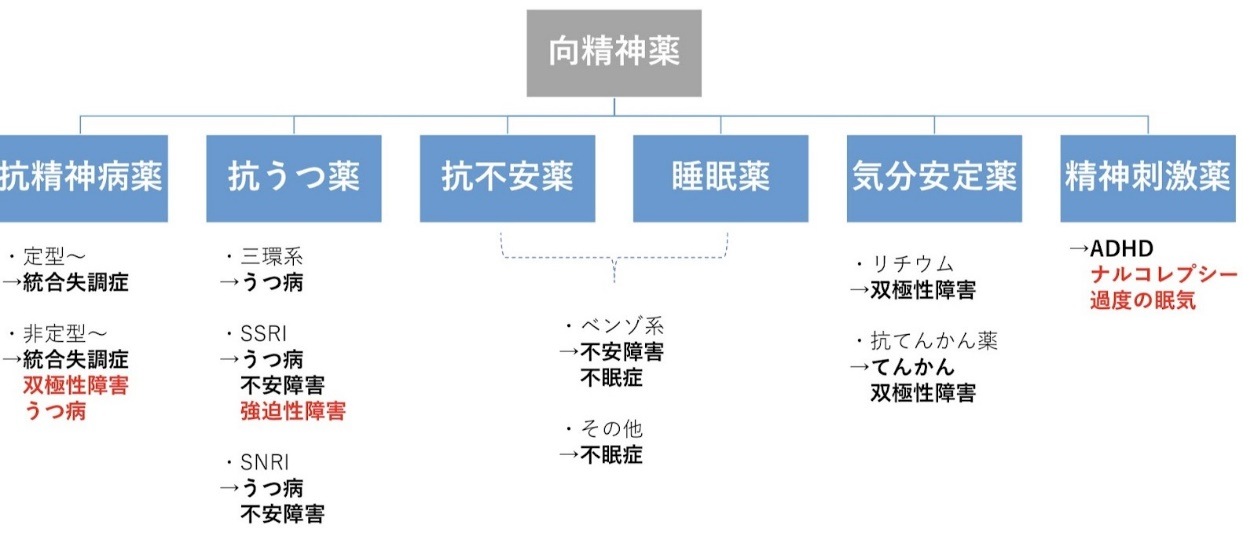 向精神薬
抗精神病薬
抗うつ薬
抗不安薬
睡眠薬
気分安定薬
精神刺激薬
・定型～
→統合失調症
・非定型～
→統合失調症
双極性障害
うつ病
・三環系
→うつ病
・SSRI
→うつ病
不安障害
強迫性障害
・SNRI
→うつ病
不安障害
・ベンゾ系
→不安障害
不眠症
・その他
→不眠症
・リチウム
→双極性障害
・抗てんかん薬
→てんかん
双極性障害
→ADHD
ナルコレプシー
過度の眠気